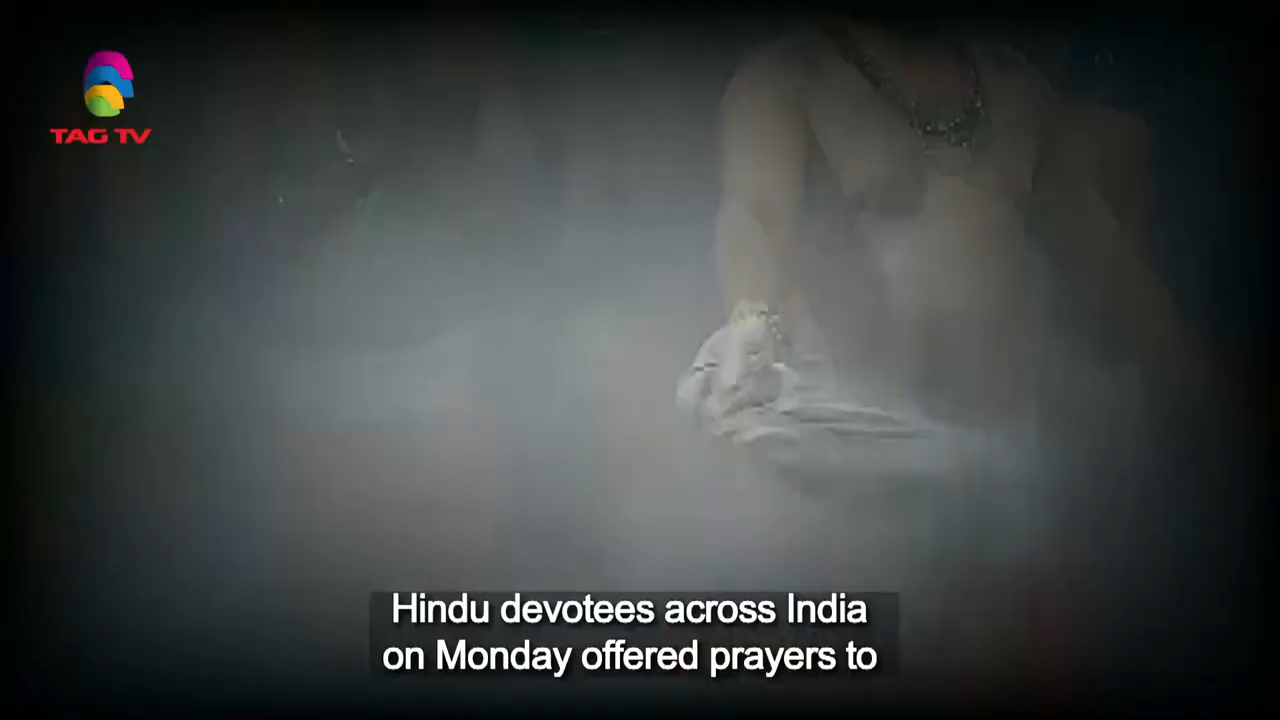 TAG TV
Hindu devotees across India
on Monday offered prayers to